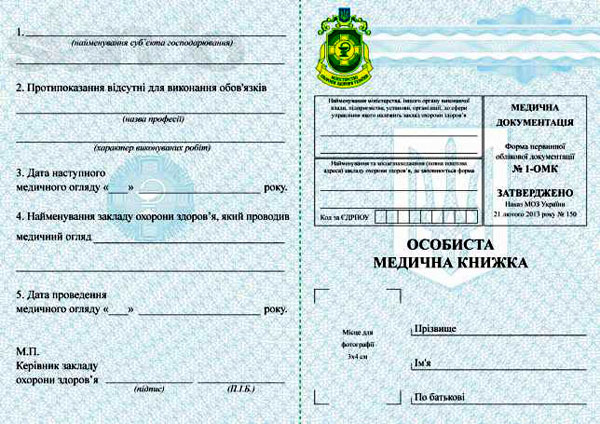 1.
(найменування суб`єкта господарювання)
2. Протипоказання відсутні для виконання обов'язків
(назва професії)
(характер виконуваних робіт)
3. Дата наступного
медичного огляду «___» року.
4. Найменування закладу охорони здоров’я, який проводив
медичний огляд
5. Дата проведення
медичного огляду «___» року.
М.П.
Керівник закладу
охорони здоров’я
(підпис) (П.І.Б.)
МІНІСТЕРСТВО
ОХОРОНИ ЗДОРОВ'Я УКРАЇНИ
Найменування міністерства, іншого органу виконавчої
влади, підприємства, установи, організації, до сфери
управління якого належить заклад охорони здоров'я
Найменування та місцезнаходження (повна поштова
адреса) закладу охорони здоров'я, де заповнюється форма
Код за ЄДРПОУ
МЕДИЧНА
ДОКУМЕНТАЦІЯ
Форма первинної
облікової документації
№ 1-ОМК
ЗАТВЕРДЖЕНО
Наказ МОЗ України
21 лютого 2013 року № 150
ОСОБИСТА
МЕДИЧНА КНИЖКА
Місце для
фотографії
3х4 см
Прізвище
Ім'я
По батькові